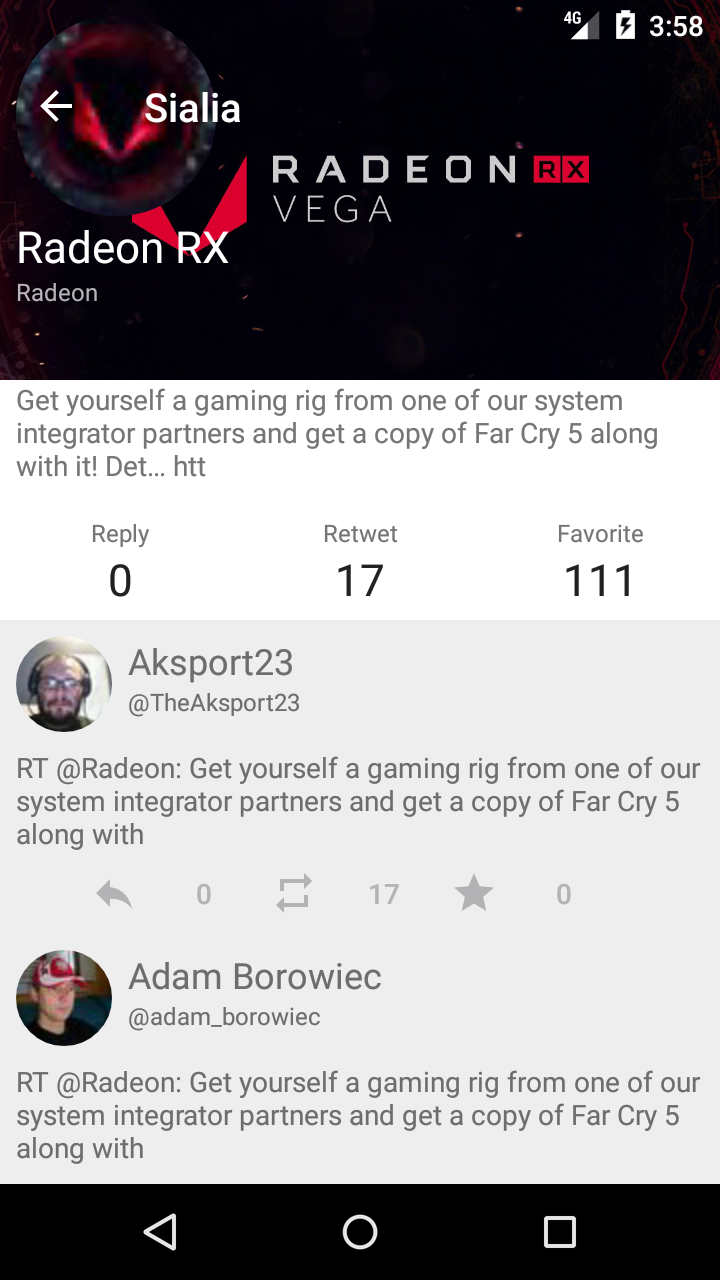 4G 3:58
Sialia
RADEON RX
VEGA
Radeon RX
Radeon
Get yourself a gaming rig from one of our system
integrator partners and get a copy of Far Cry 5 along
with it! Det… htt
Reply Retwet Favorite
0 17 111
Aksport23
@TheAksport23
RT @Radeon: Get yourself a gaming rig from one of our
system integrator partners and get a copy of Far Cry 5
along with
0 17 0
Adam Borowiec
@adam_borowiec
RT @Radeon: Get yourself a gaming rig from one of our
system integrator partners and get a copy of Far Cry 5
along with